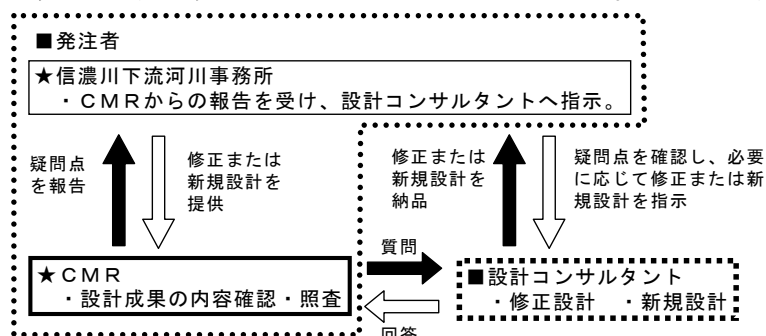 ■発注者
★信濃川下流河川事務所
・CMRからの報告を受け、設計コンサルタントへ指示。
疑問点
を報告
修正または
新規設計を
提供
修正または
新規設計を
納品
疑問点を確認し、必要
に応じて修正または新
規設計を指示
質問
★CMR
・設計成果の内容確認・照査
■設計コンサルタント
・修正設計 ・新規設計
回答